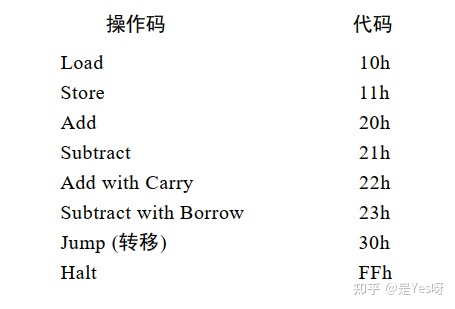 操作码 代码
Load 10h
Store 11h
Add 20h
Subtract 21h
Add with Carry 22h
Subtract with Borrow 23h
Jump (转移) 30h
Halt FFh
知乎 @是Yes呀